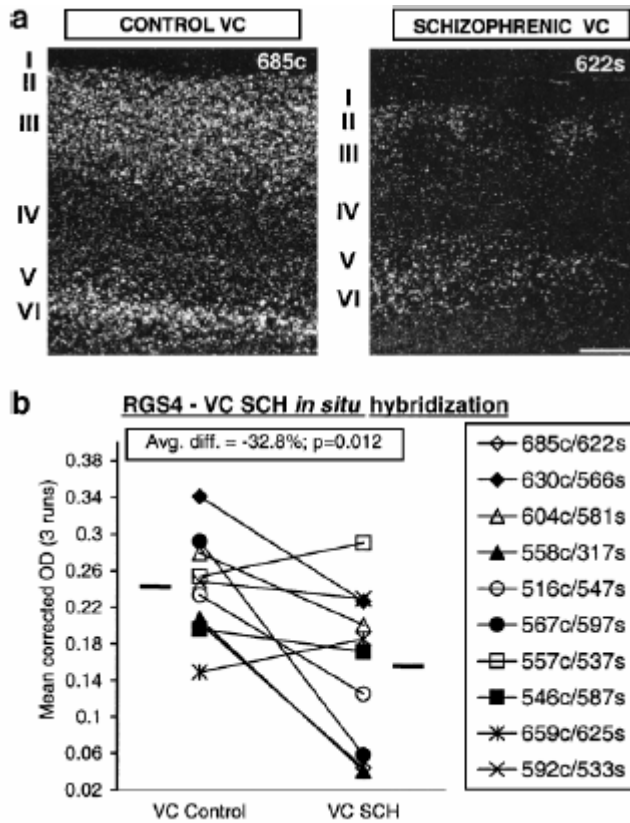 a
CONTROL VC
SCHIZOPHRENIC VC
685c
I
II
III
IV
V
VI
622s
I
II
III
IV
V
VI
b
RGS4 - VC SCH in situ hybridization
Avg. diff. = -32.8%; p=0.012
Mean corrected OD (3 runs)
0.38
0.34
0.3
0.26
0.22
0.18
0.14
0.1
0.06
0.02
VC Control
VC SCH
685c/622s
630c/566s
604c/581s
558c/317s
516c/547s
567c/597s
557c/537s
546c/587s
659c/625s
592c/533s